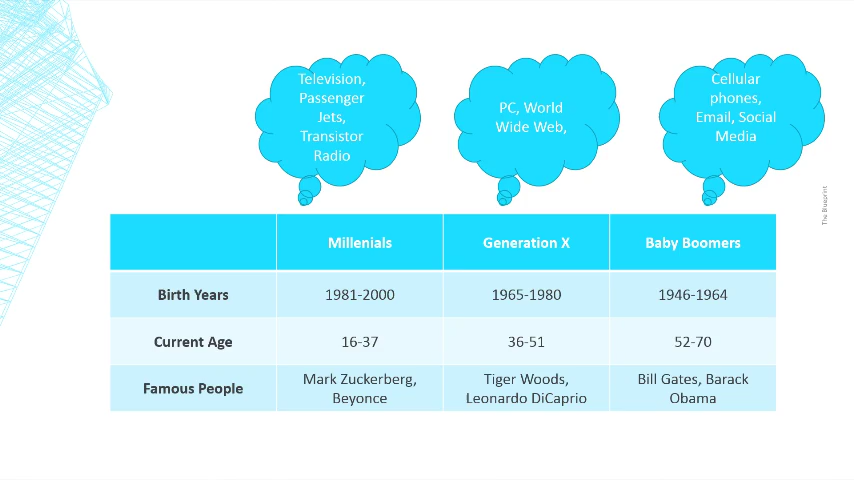 Television,
Passenger
Jets,
Transistor
Radio
PC, World
Wide Web,
Cellular
phones,
Email, Social
Media
The Blueprint
Millenials Generation X Baby Boomers
Birth Years 1981-2000 1965-1980 1946-1964
Current Age 16-37 36-51 52-70
Famous People Mark Zuckerberg, Beyonce Tiger Woods, Leonardo DiCaprio Bill Gates, Barack Obama